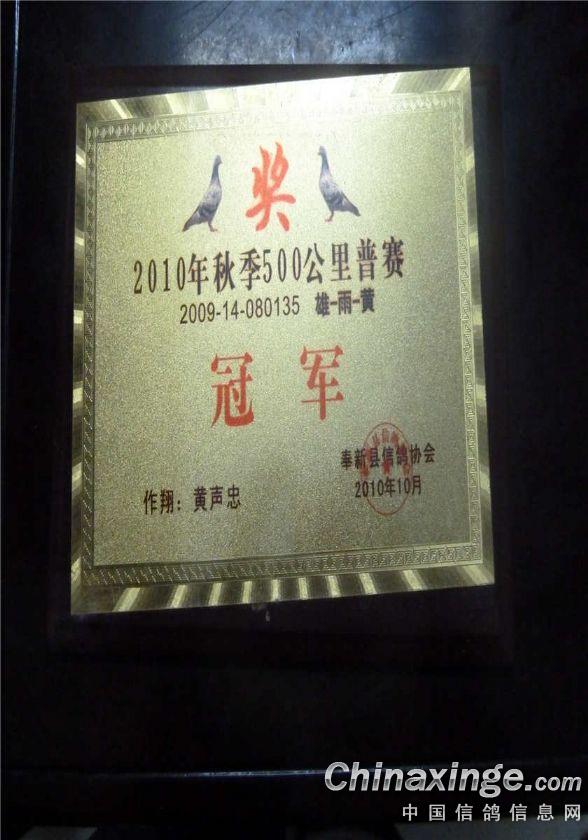 奖
2010年秋季500公里普赛
2009-14-080135 雄-雨-黄
冠军
奉新县信鸽协会
2010年10月
作翔：黄声忠
Chinaxinge.com
中国信鸽信息网